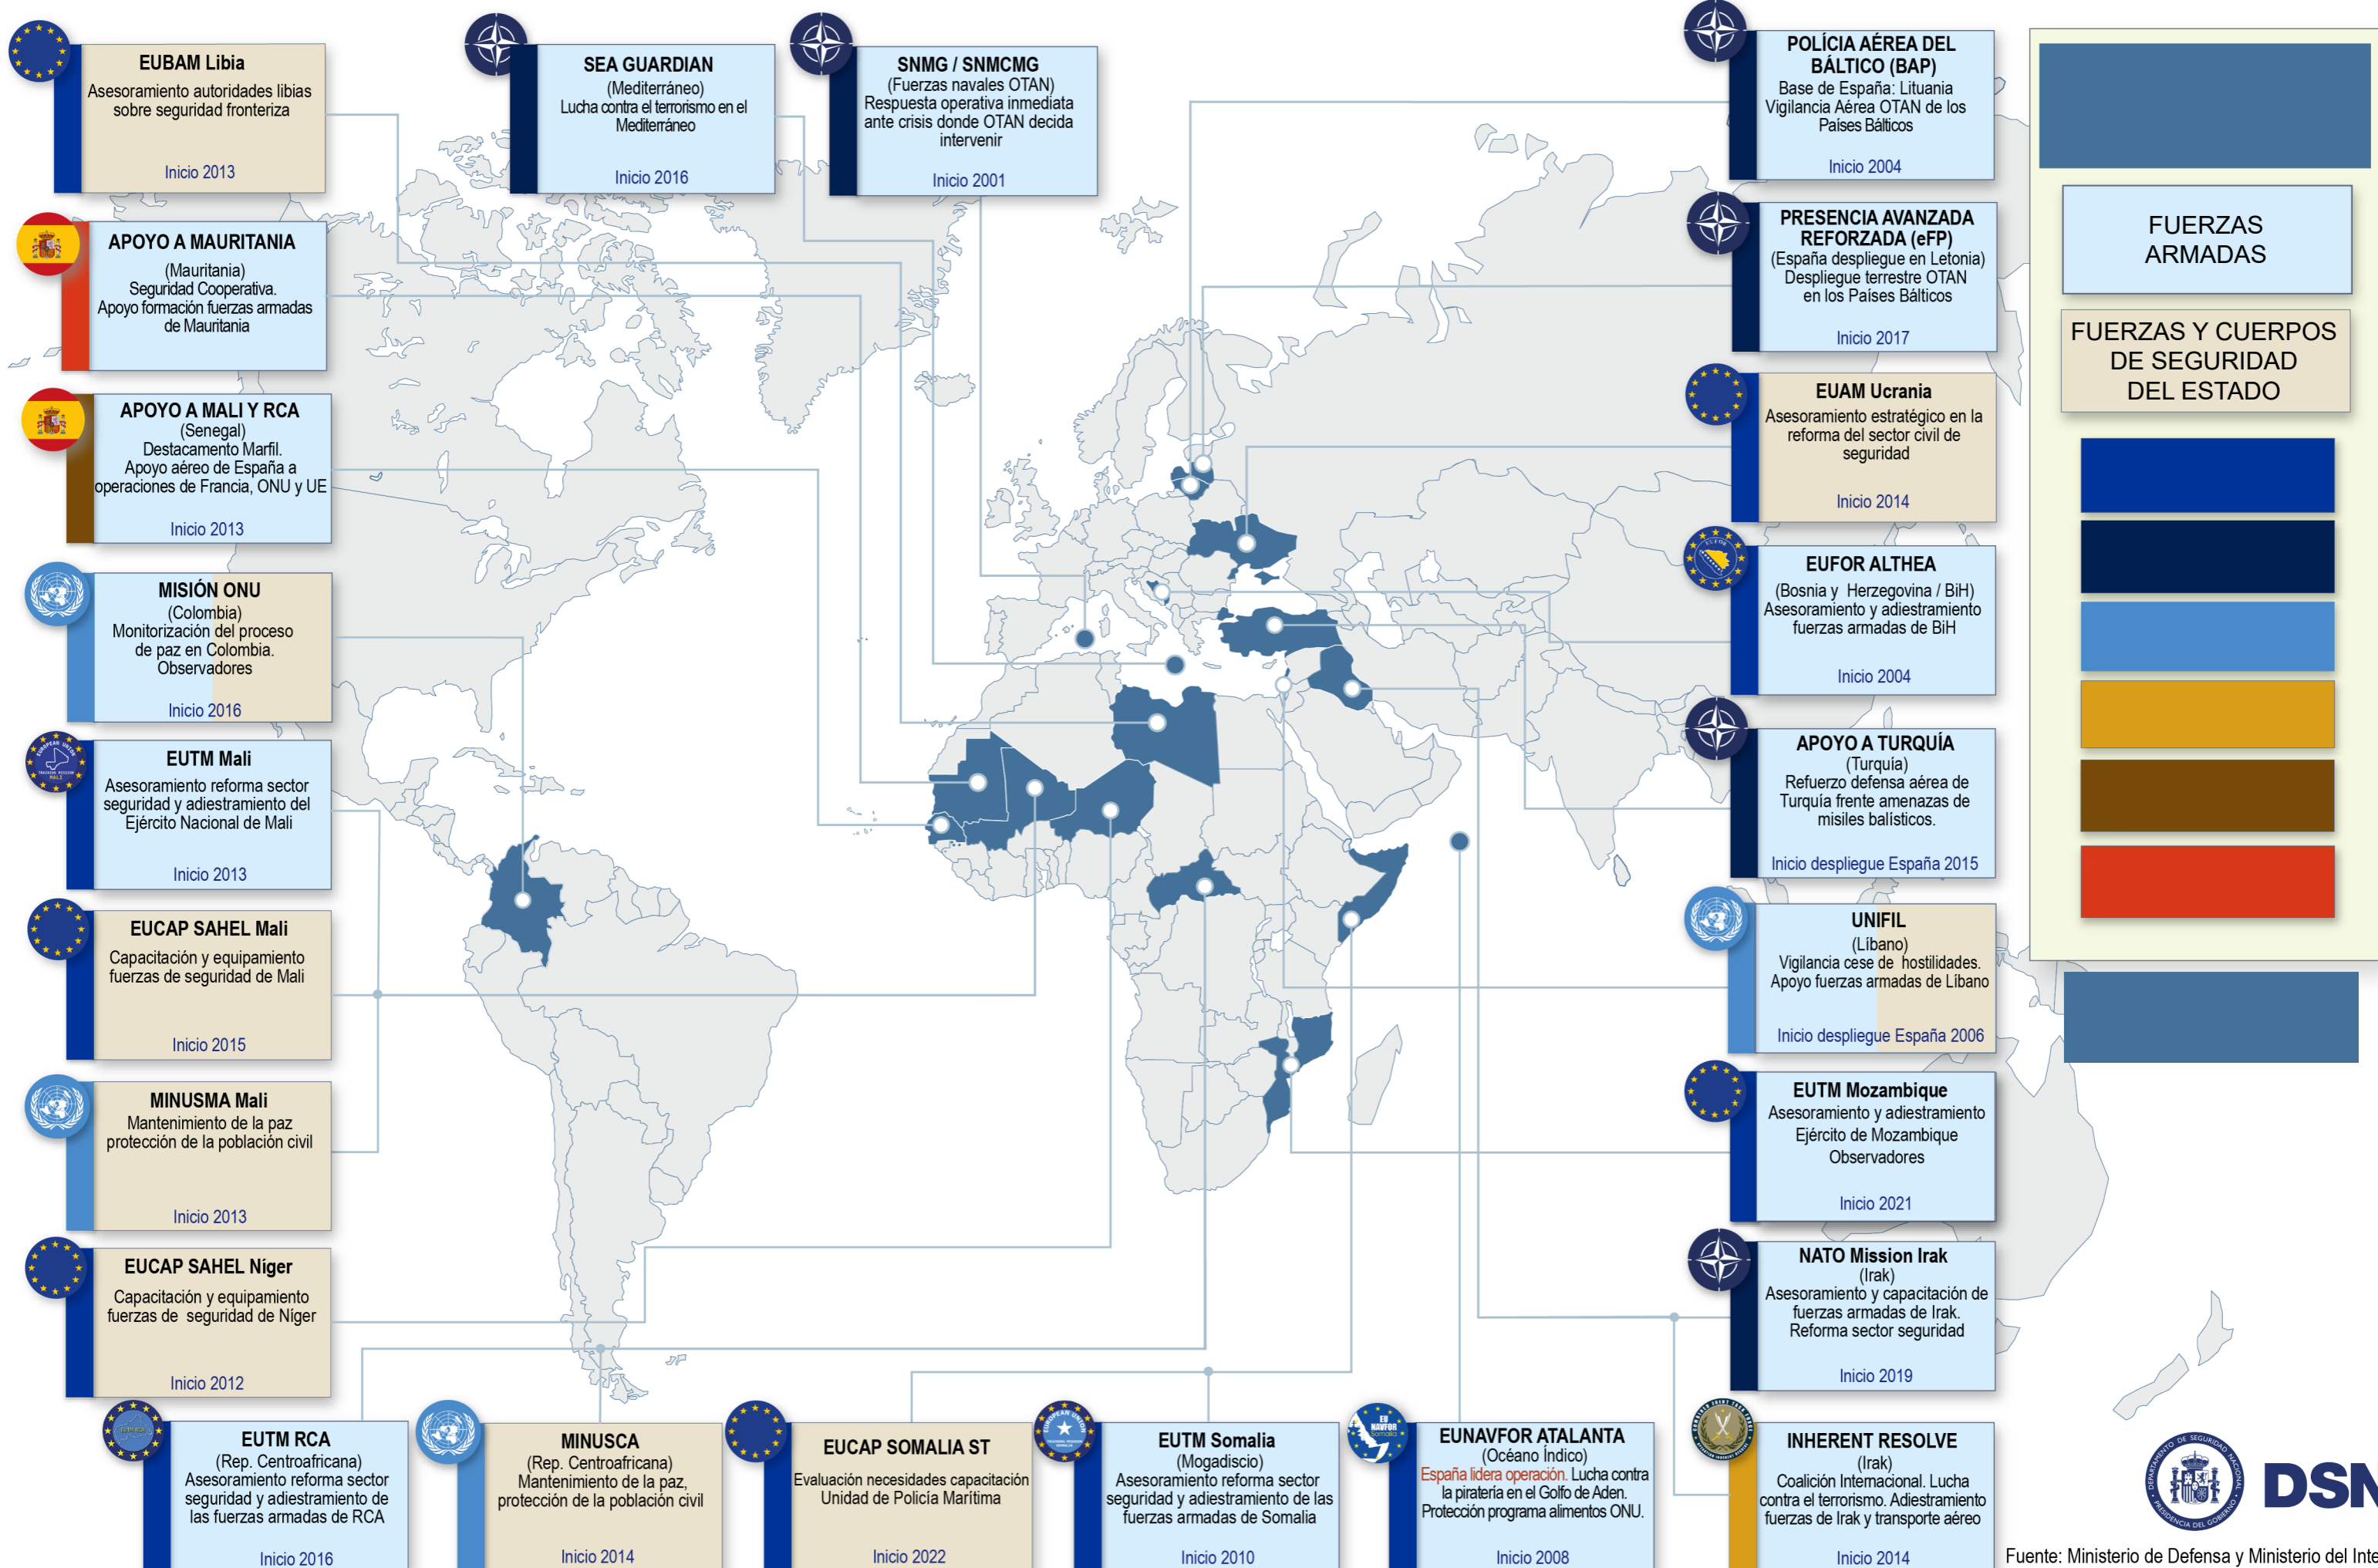 EUBAM Libia
Asesoramiento autoridades libias
sobre seguridad fronteriza
Inicio 2013
SEA GUARDIAN
(Mediterráneo)
Lucha contra el terrorismo en el
Mediterráneo
Inicio 2016
SNMG / SNMCMG
(Fuerzas navales OTAN)
Respuesta operativa inmediata
ante crisis donde OTAN decida
intervenir
Inicio 2001
POLÍCIA AÉREA DEL
BÁLTICO (BAP)
Base de España: Lituania
Vigilancia Aérea OTAN de los
Países Bálticos
Inicio 2004
FUERZAS
ARMADAS
FUERZAS Y CUERPOS
DE SEGURIDAD
DEL ESTADO
APOYO A MAURITANIA
(Mauritania)
Seguridad Cooperativa.
Apoyo formación fuerzas armadas
de Mauritania
PRESENCIA AVANZADA
REFORZADA (eFP)
(España despliegue en Letonia)
Despliegue terrestre OTAN
en los Países Bálticos
Inicio 2017
APOYO A MALI Y RCA
(Senegal)
Destacamento Marfil.
Apoyo aéreo de España a
operaciones de Francia, ONU y UE
Inicio 2013
EUAM Ucrania
Asesoramiento estratégico en la
reforma del sector civil de
seguridad
Inicio 2014
MISIÓN ONU
(Colombia)
Monitorización del proceso
de paz en Colombia.
Observadores
Inicio 2016
EUFOR ALTHEA
(Bosnia y Herzegovina / BiH)
Asesoramiento y adiestramiento
fuerzas armadas de BiH
Inicio 2004
EUTM Mali
Asesoramiento reforma sector
seguridad y adiestramiento del
Ejército Nacional de Mali
Inicio 2013
APOYO A TURQUÍA
(Turquía)
Refuerzo defensa aérea de
Turquía frente amenazas de
misiles balísticos.
Inicio despliegue España 2015
EUCAP SAHEL Mali
Capacitación y equipamiento
fuerzas de seguridad de Mali
Inicio 2015
UNIFIL
(Líbano)
Vigilancia cese de hostilidades.
Apoyo fuerzas armadas de Líbano
Inicio despliegue España 2006
MINUSMA Mali
Mantenimiento de la paz
protección de la población civil
Inicio 2013
EUTM Mozambique
Asesoramiento y adiestramiento
Ejército de Mozambique
Observadores
Inicio 2021
EUCAP SAHEL Níger
Capacitación y equipamiento
fuerzas de seguridad de Níger
Inicio 2012
NATO Mission Irak
(Irak)
Asesoramiento y capacitación de
fuerzas armadas de Irak.
Reforma sector seguridad
Inicio 2019
EUTM RCA
(Rep. Centroafricana)
Asesoramiento reforma sector
seguridad y adiestramiento de
las fuerzas armadas de RCA
Inicio 2016
MINUSCA
(Rep. Centroafricana)
Mantenimiento de la paz,
protección de la población civil
Inicio 2014
EUCAP SOMALIA ST
Evaluación necesidades capacitación
Unidad de Policía Marítima
Inicio 2022
EUTM Somalia
(Mogadiscio)
Asesoramiento reforma sector
seguridad y adiestramiento de las
fuerzas armadas de Somalia
Inicio 2010
EU
NAVFOR
Somalia
EUNAVFOR ATALANTA
(Océano Índico)
España lidera operación. Lucha contra
la piratería en el Golfo de Aden.
Protección programa alimentos ONU.
Inicio 2008
INHERENT RESOLVE
(Irak)
Coalición Internacional. Lucha
contra el terrorismo. Adiestramiento
fuerzas de Irak y transporte aéreo
Inicio 2014
DEPARTAMENTO DE SEGURIDAD NACIONAL
PRESIDENCIA DEL GOBIERNO
DSN
Fuente: Ministerio de Defensa y Ministerio del Inte